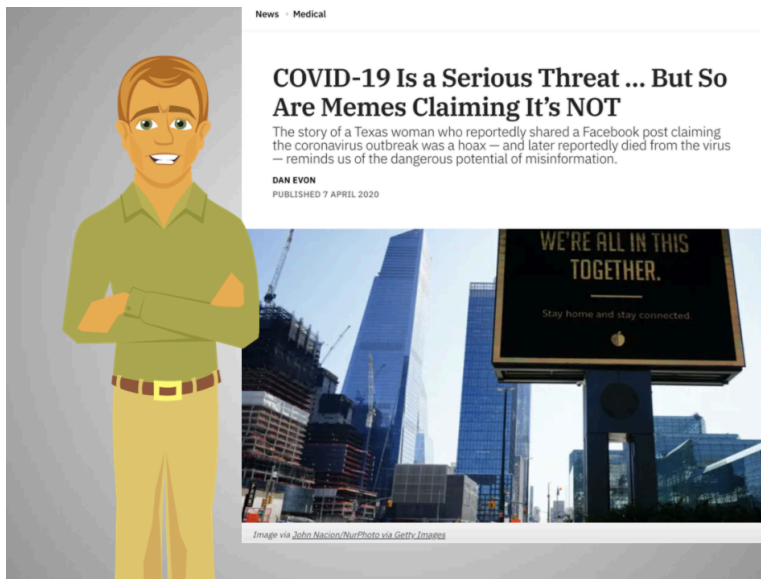 News • Medical
COVID-19 Is a Serious Threat ... But So
Are Memes Claiming It’s NOT
The story of a Texas woman who reportedly shared a Facebook post claiming
the coronavirus outbreak was a hoax — and later reportedly died from the virus
— reminds us of the dangerous potential of misinformation.
DAN EVON
PUBLISHED 7 APRIL 2020
WE'RE ALL IN THIS
TOGETHER.
Stay home and stay connected.
Image via John Nacion/NurPhoto via Getty Images